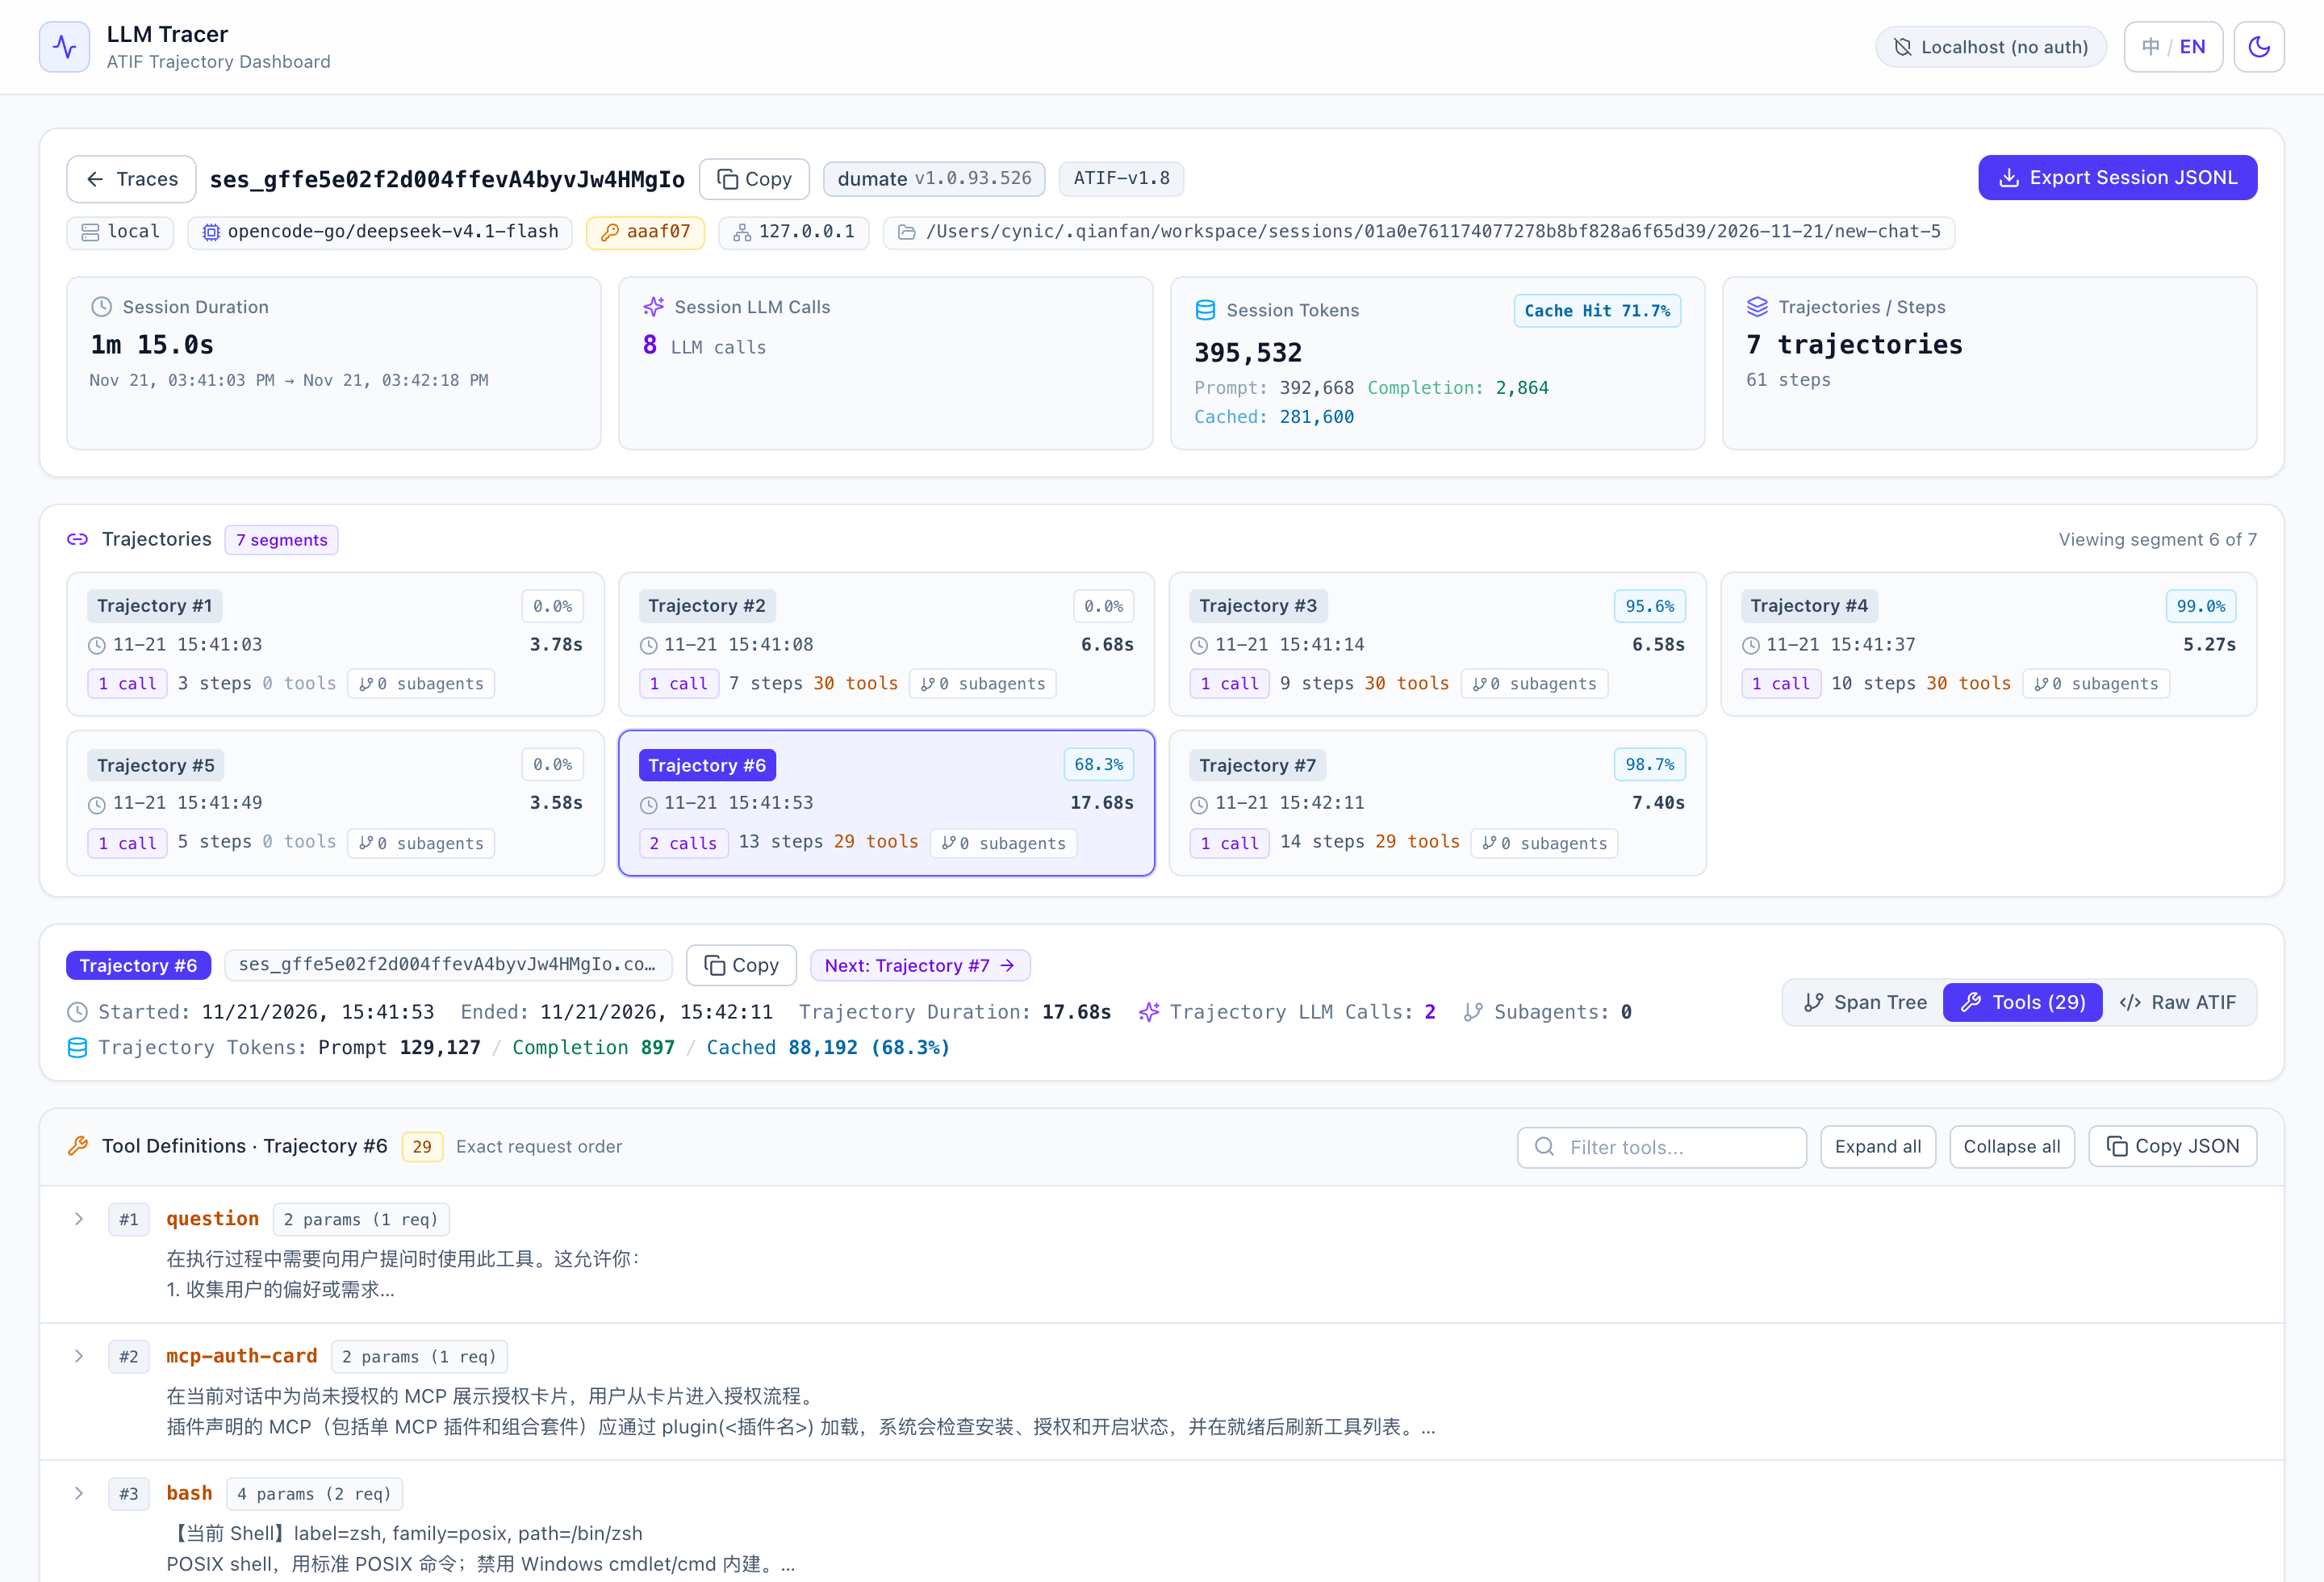 LLM Tracer
ATIF Trajectory Dashboard
Localhost (no auth)
中 / EN
Traces
ses_gffe5e02f2d004ffevA4byvJw4HMgIo
Copy
dumate v1.0.93.526
ATIF-v1.8
Export Session JSONL
local
opencode-go/deepseek-v4.1-flash
aaaf07
127.0.0.1
/Users/cynic/.qianfan/workspace/sessions/01a0e761174077278b8bf828a6f65d39/2026-11-21/new-chat-5
Session Duration
1m 15.0s
Nov 21, 03:41:03 PM → Nov 21, 03:42:18 PM
Session LLM Calls
8 LLM calls
Session Tokens
Cache Hit 71.7%
395,532
Prompt: 392,668 Completion: 2,864
Cached: 281,600
Trajectories / Steps
7 trajectories
61 steps
Trajectories
7 segments
Viewing segment 6 of 7
Trajectory #1
0.0%
11-21 15:41:03
3.78s
1 call 3 steps 0 tools 0 subagents
Trajectory #2
0.0%
11-21 15:41:08
6.68s
1 call 7 steps 30 tools 0 subagents
Trajectory #3
95.6%
11-21 15:41:14
6.58s
1 call 9 steps 30 tools 0 subagents
Trajectory #4
99.0%
11-21 15:41:37
5.27s
1 call 10 steps 30 tools 0 subagents
Trajectory #5
0.0%
11-21 15:41:49
3.58s
1 call 5 steps 0 tools 0 subagents
Trajectory #6
68.3%
11-21 15:41:53
17.68s
2 calls 13 steps 29 tools 0 subagents
Trajectory #7
98.7%
11-21 15:42:11
7.40s
1 call 14 steps 29 tools 0 subagents
Trajectory #6
ses_gffe5e02f2d004ffevA4byvJw4HMgIo.co…
Copy
Next: Trajectory #7 →
Started: 11/21/2026, 15:41:53 Ended: 11/21/2026, 15:42:11 Trajectory Duration: 17.68s Trajectory LLM Calls: 2 Subagents: 0
Trajectory Tokens: Prompt 129,127 / Completion 897 / Cached 88,192 (68.3%)
Span Tree
Tools (29)
</> Raw ATIF
Tool Definitions · Trajectory #6
29
Exact request order
Filter tools...
Expand all
Collapse all
Copy JSON
#1 question 2 params (1 req)
在执行过程中需要向用户提问时使用此工具。这允许你：
1. 收集用户的偏好或需求...
#2 mcp-auth-card 2 params (1 req)
在当前对话中为尚未授权的 MCP 展示授权卡片，用户从卡片进入授权流程。
插件声明的 MCP（包括单 MCP 插件和组合套件）应通过 plugin(<插件名>) 加载，系统会检查安装、授权和开启状态，并在就绪后刷新工具列表。...
#3 bash 4 params (2 req)
【当前 Shell】label=zsh, family=posix, path=/bin/zsh
POSIX shell，用标准 POSIX 命令；禁用 Windows cmdlet/cmd 内建。...